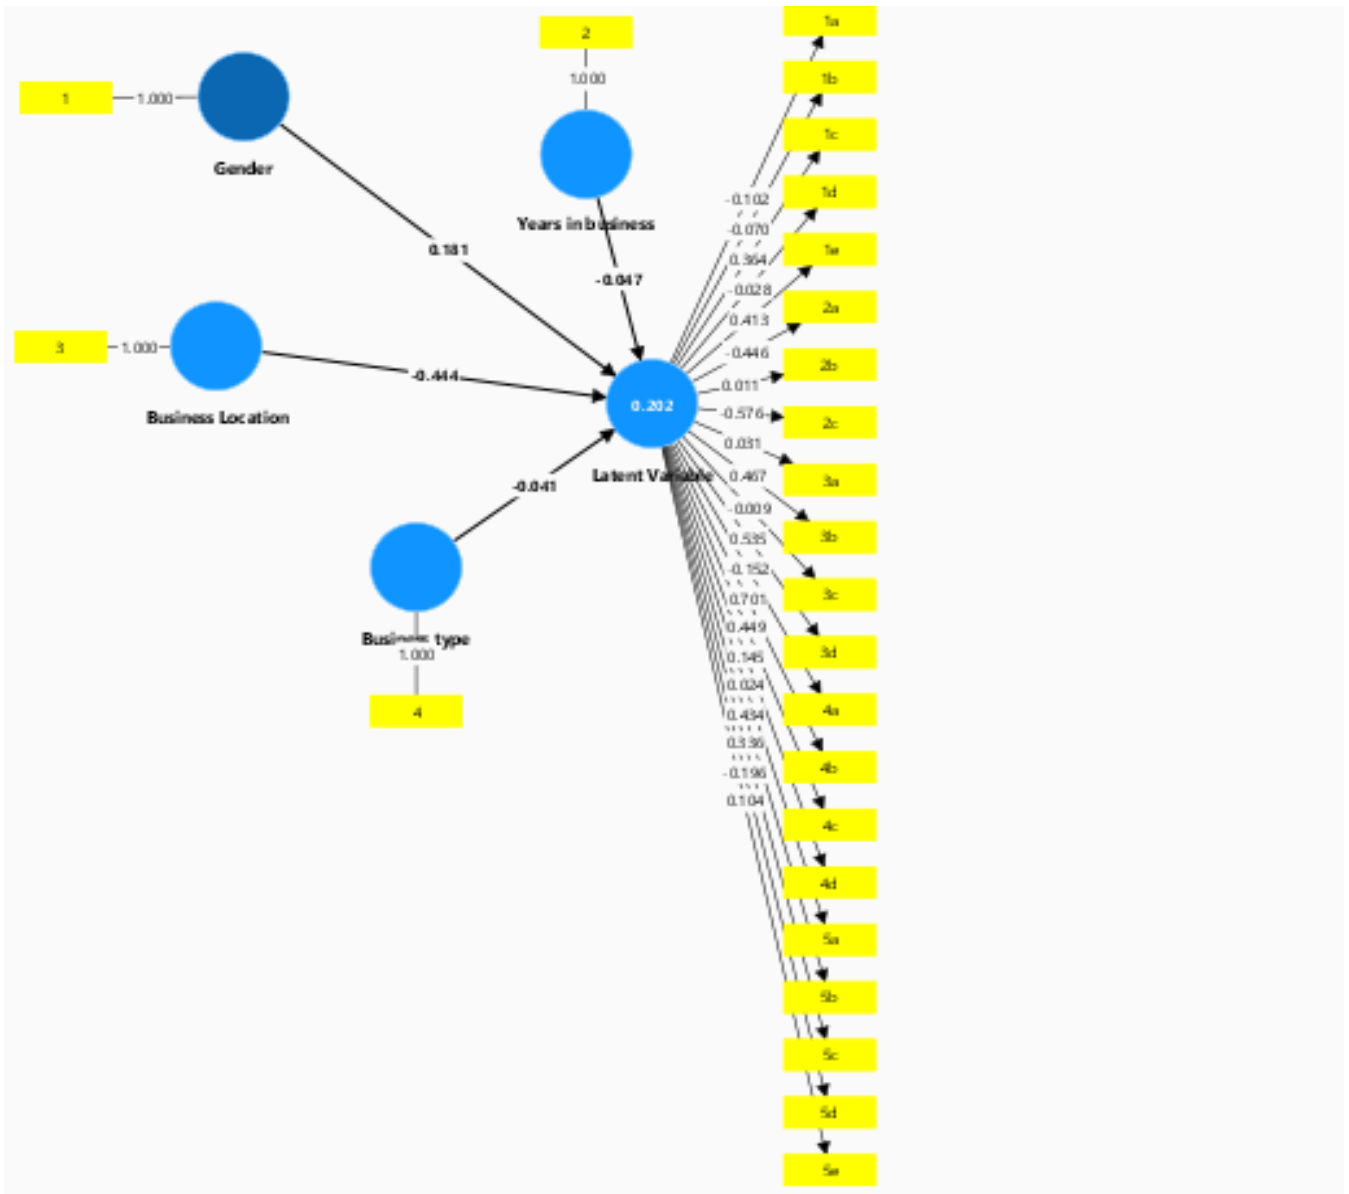 1
1.000
Gender
2
1.000
Years in business
0.181
-0.047
3
1.000
Business Location
-0.444
0.202
Latent Variable
-0.041
Business type
1.000
4
-0.102
-0.070
0.364
-0.028
0.413
-0.446
0.011
-0.576
0.031
0.467
-0.009
0.535
-0.152
0.701
0.449
0.145
0.024
0.434
0.336
-0.196
0.104
1a
1b
1c
1d
1e
2a
2b
2c
3a
3b
3c
3d
4a
4b
4c
4d
5a
5b
5c
5d
5e